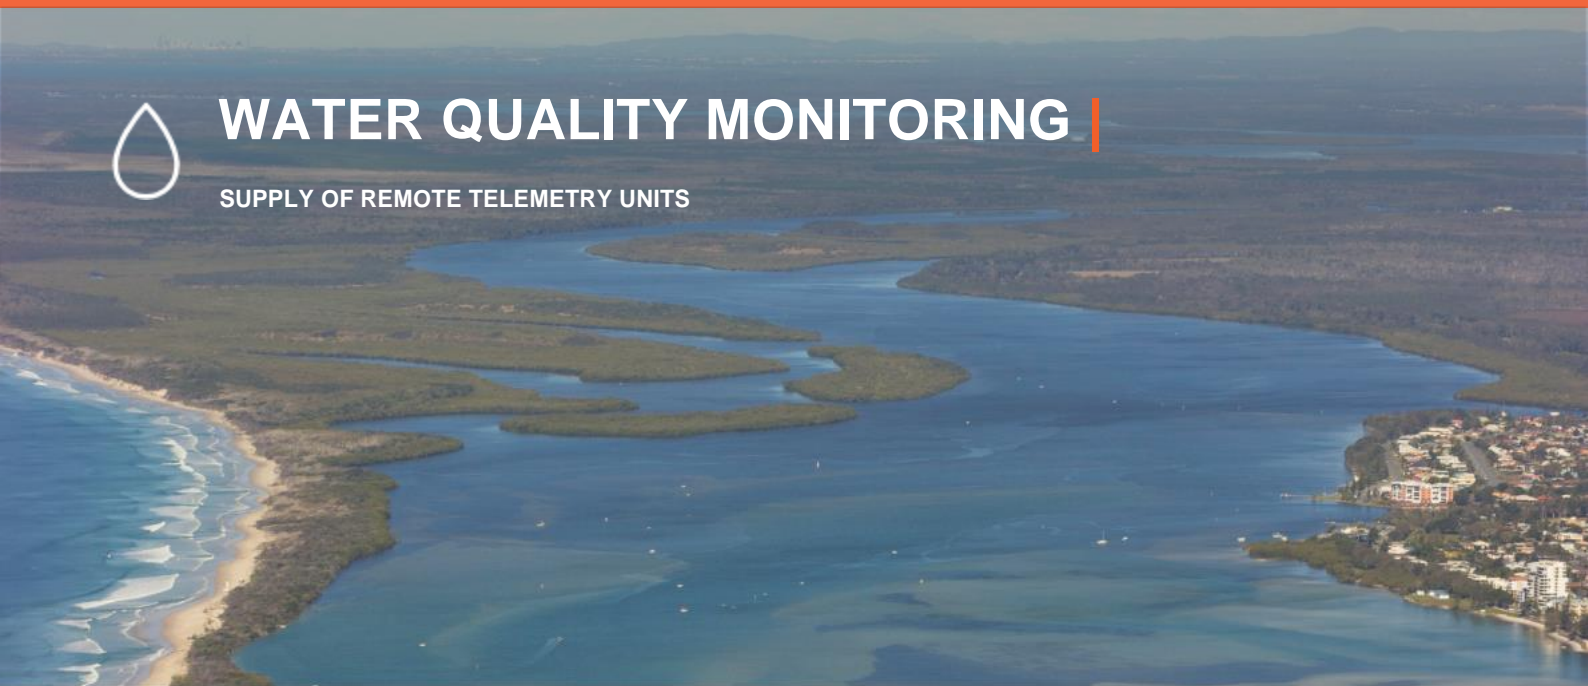 WATER QUALITY MONITORING
SUPPLY OF REMOTE TELEMETRY UNITS